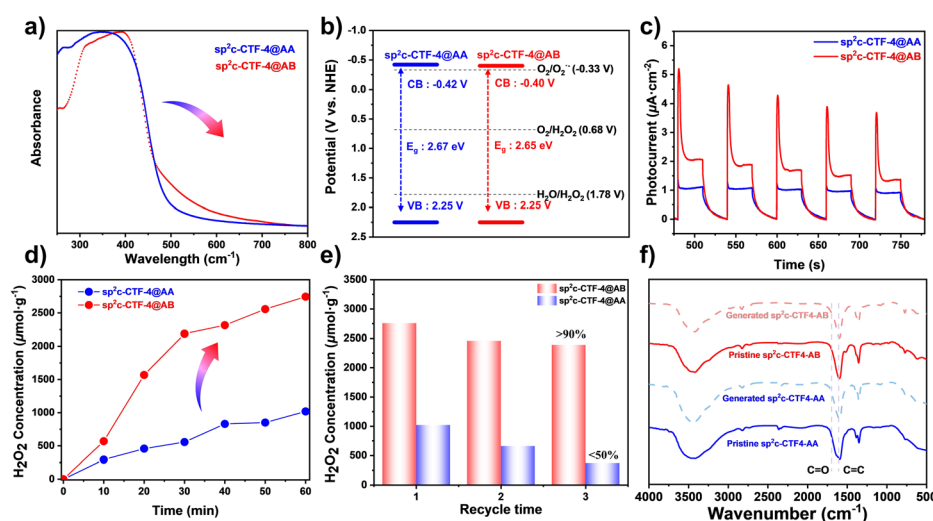 a)
sp²c-CTF-4@AA
sp²c-CTF-4@AB
Absorbance
300 400 500 600 700 800
Wavelength (cm⁻¹)
b)
sp²c-CTF-4@AA sp²c-CTF-4@AB
O₂/O₂·⁻ (-0.33 V)
CB : -0.42 V CB : -0.40 V
O₂/H₂O₂ (0.68 V)
E_g : 2.67 eV E_g : 2.65 eV
H₂O/H₂O₂ (1.78 V)
VB : 2.25 V VB : 2.25 V
Potential (V vs. NHE)
-1.0
-0.5
0.0
0.5
1.0
1.5
2.0
2.5
c)
sp²c-CTF-4@AA
sp²c-CTF-4@AB
Photocurrent (μA·cm⁻²)
6
5
4
3
2
1
0
500 550 600 650 700 750
Time (s)
d)
sp²c-CTF-4@AA
sp²c-CTF-4@AB
H₂O₂ Concentration (μmol·g⁻¹)
3000
2500
2000
1500
1000
500
0
0 10 20 30 40 50 60
Time (min)
e)
sp²c-CTF-4@AB
sp²c-CTF-4@AA
>90%
<50%
H₂O₂ Concentration (μmol·g⁻¹)
3000
2500
2000
1500
1000
500
0
1 2 3
Recycle time
f)
Generated sp²c-CTF4-AB
Pristine sp²c-CTF4-AB
Generated sp²c-CTF4-AA
Pristine sp²c-CTF4-AA
C=O C=C
4000 3500 3000 2500 2000 1500 1000 500
Wavenumber (cm⁻¹)